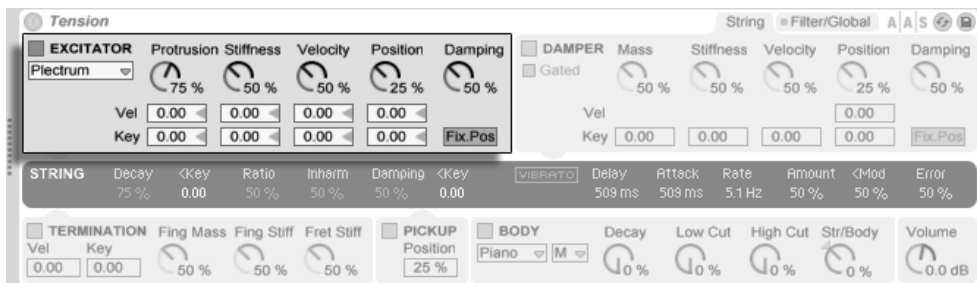 Tension String Filter/Global A A S
EXCITATOR Protrusion Stiffness Velocity Position Damping
Plectrum
75 % 50 % 50 % 25 % 50 %
Vel 0.00 0.00 0.00 0.00
Key 0.00 0.00 0.00 0.00 Fix.Pos
DAMPER Mass Stiffness Velocity Position Damping
Gated
50 % 50 % 50 % 25 % 50 %
Vel 0.00
Key 0.00 0.00 0.00 0.00 Fix.Pos
STRING Decay <Key Ratio Inharm Damping <Key VIBRATO Delay Attack Rate Amount <Mod Error
75 % 0.00 50 % 50 % 50 % 0.00 509 ms 509 ms 5.1 Hz 50 % 50 % 50 %
TERMINATION Fing Mass Fing Stiff Fret Stiff
Vel Key
0.00 0.00 50 % 50 % 50 %
PICKUP
Position
25 %
BODY Decay Low Cut High Cut Str/Body Volume
Piano M
0 % 0 % 0 % 0 % 0.0 dB